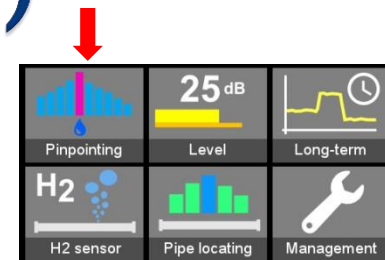 25 dB
Pinpointing
Level
Long-term
H2
H2 sensor
Pipe locating
Management